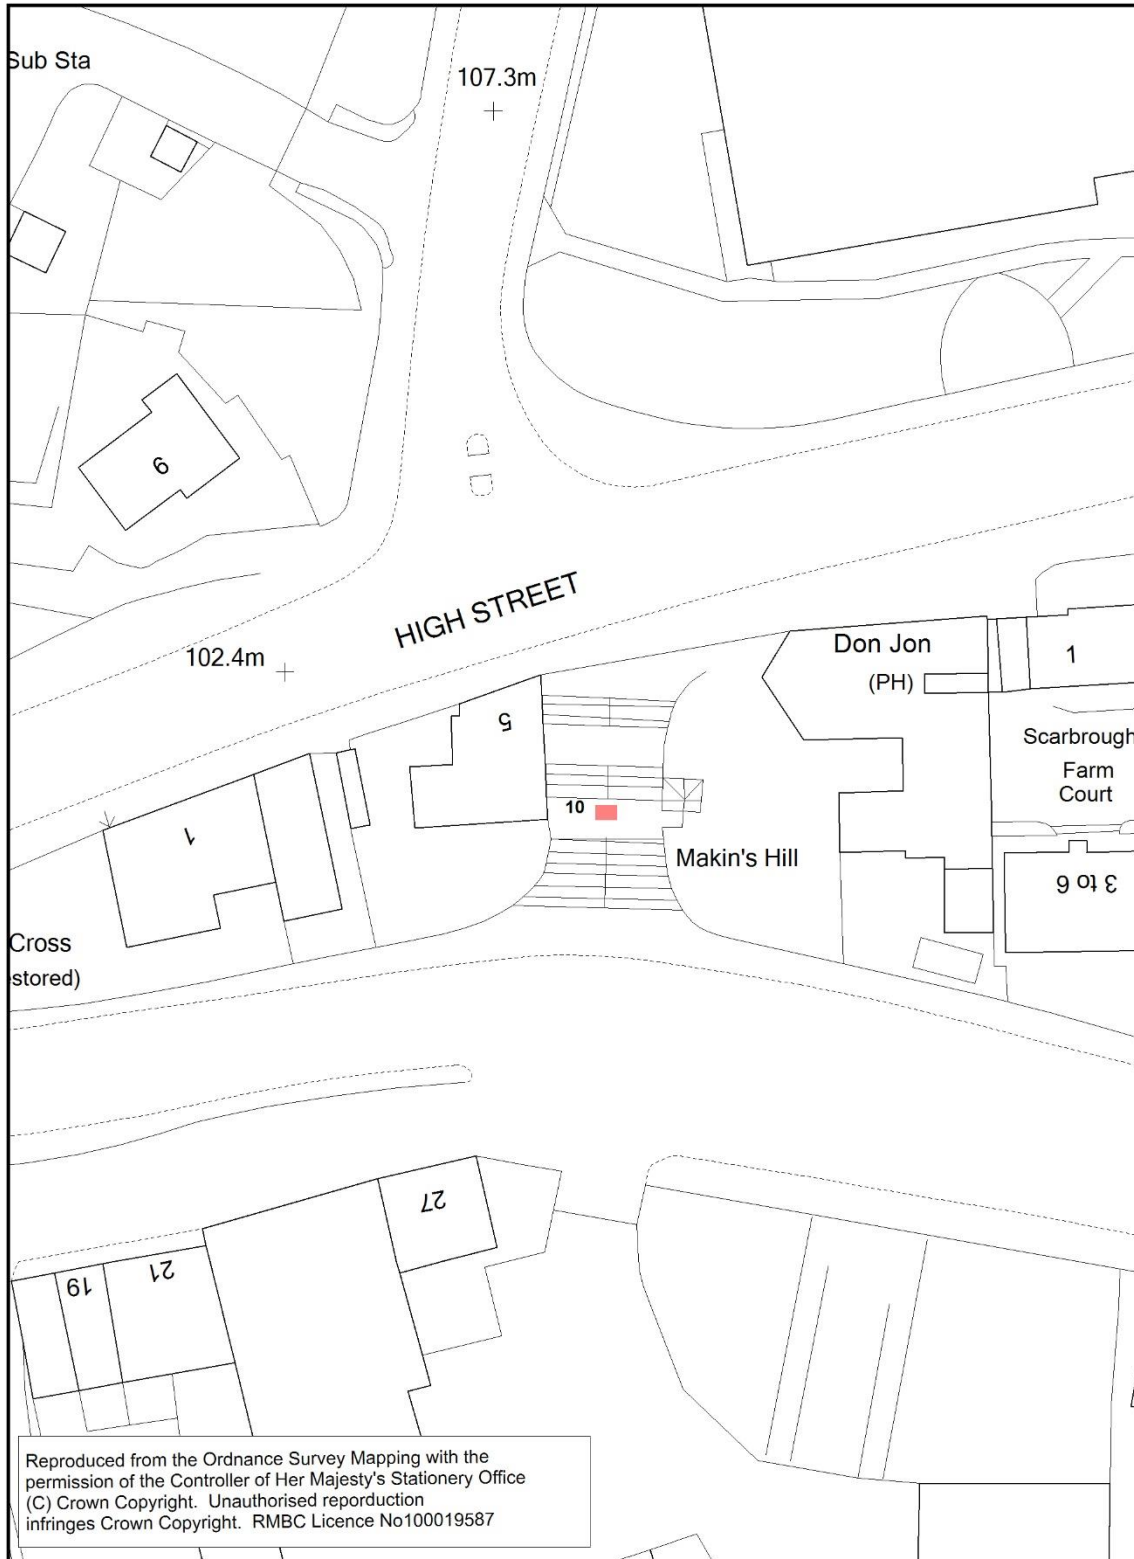 Sub Sta
107.3m
9
HIGH STREET
102.4m
Don Jon
(PH)
1
Scarbrough
Farm
Court
5
10
1
Makin's Hill
3 to 6
Cross
stored)
27
21
19
Reproduced from the Ordnance Survey Mapping with the
permission of the Controller of Her Majesty's Stationery Office
(C) Crown Copyright. Unauthorised reporduction
infringes Crown Copyright. RMBC Licence No100019587